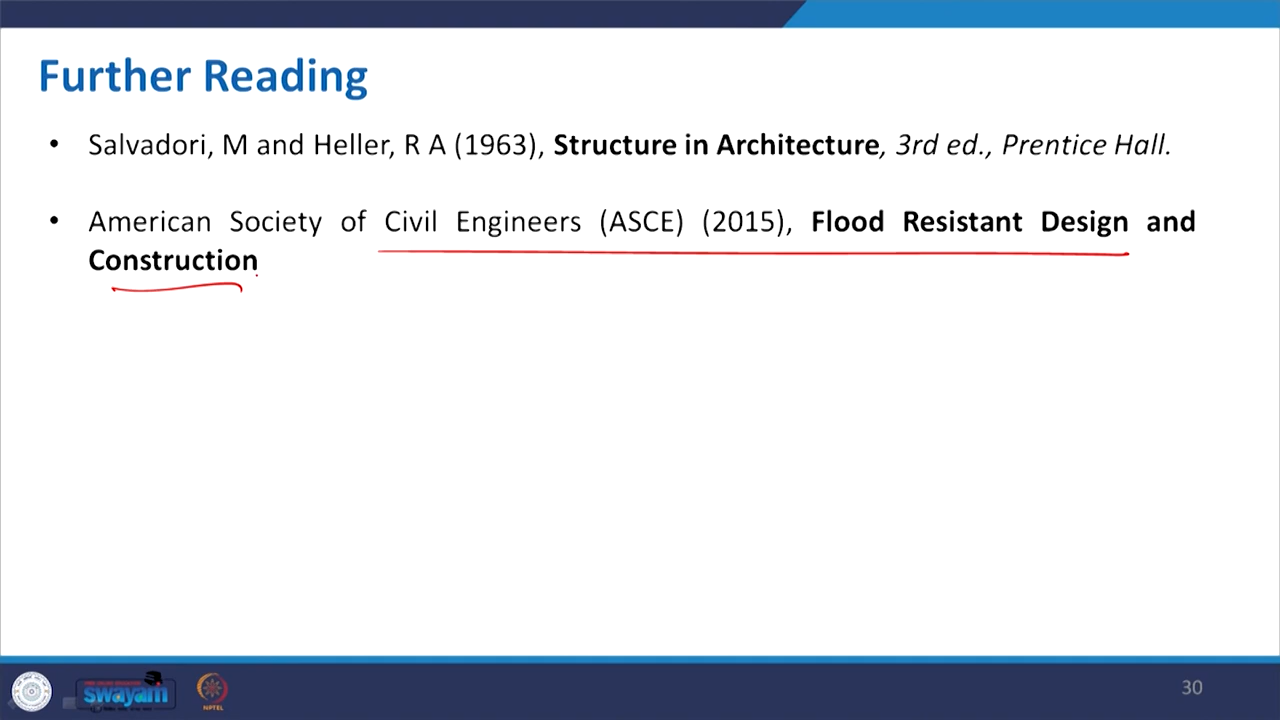 Further Reading
• Salvadori, M and Heller, R A (1963), Structure in Architecture, 3rd ed., Prentice Hall.
• American Society of Civil Engineers (ASCE) (2015), Flood Resistant Design and
Construction
swayam
NPTEL
30